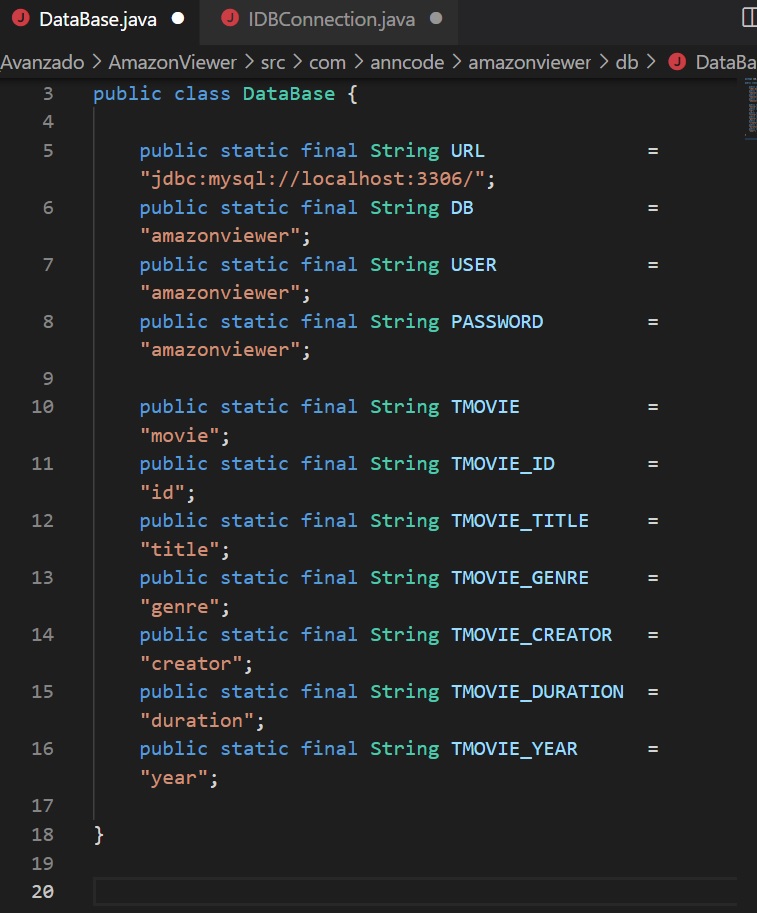 DataBase.java IDBConnection.java
Avanzado > AmazonViewer > src > com > anncode > amazonviewer > db > DataBa
3 public class DataBase {
4
5 public static final String URL =
"jdbc:mysql://localhost:3306/";
6 public static final String DB =
"amazonviewer";
7 public static final String USER =
"amazonviewer";
8 public static final String PASSWORD =
"amazonviewer";
9
10 public static final String TMOVIE =
"movie";
11 public static final String TMOVIE_ID =
"id";
12 public static final String TMOVIE_TITLE =
"title";
13 public static final String TMOVIE_GENRE =
"genre";
14 public static final String TMOVIE_CREATOR =
"creator";
15 public static final String TMOVIE_DURATION =
"duration";
16 public static final String TMOVIE_YEAR =
"year";
17
18 }
19
20